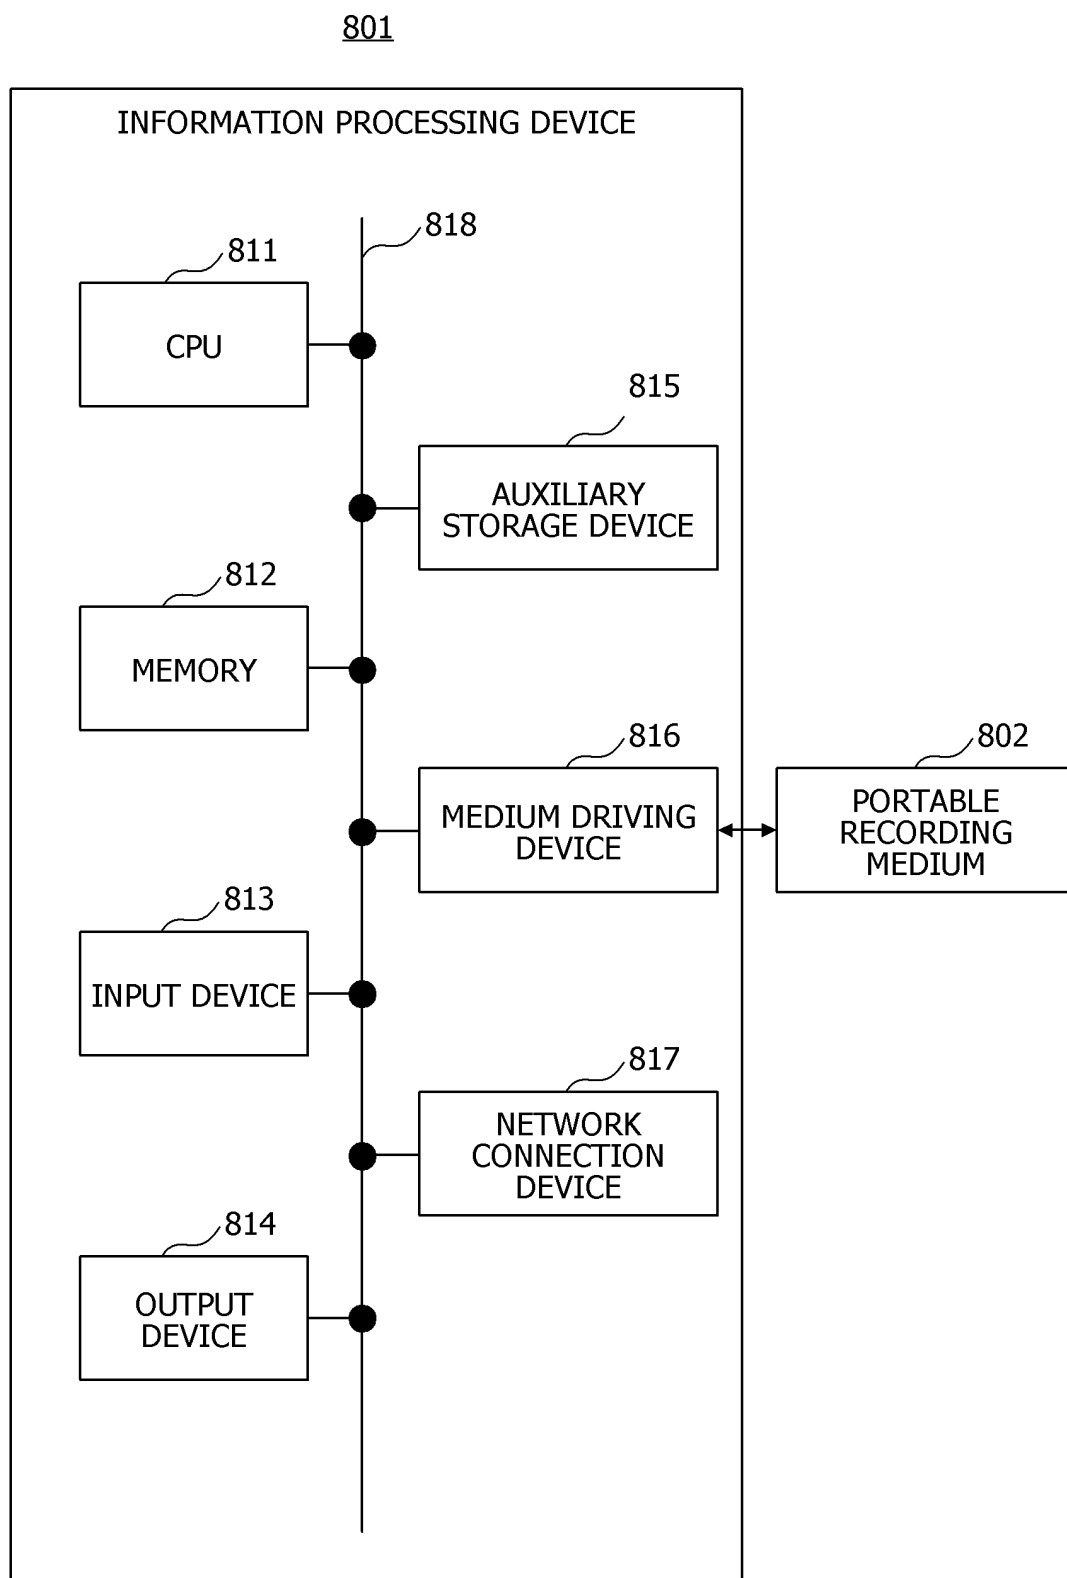 801
INFORMATION PROCESSING DEVICE
818
811
CPU
815
AUXILIARY
STORAGE DEVICE
812
MEMORY
816
MEDIUM DRIVING
DEVICE
802
PORTABLE
RECORDING
MEDIUM
813
INPUT DEVICE
817
NETWORK
CONNECTION
DEVICE
814
OUTPUT
DEVICE